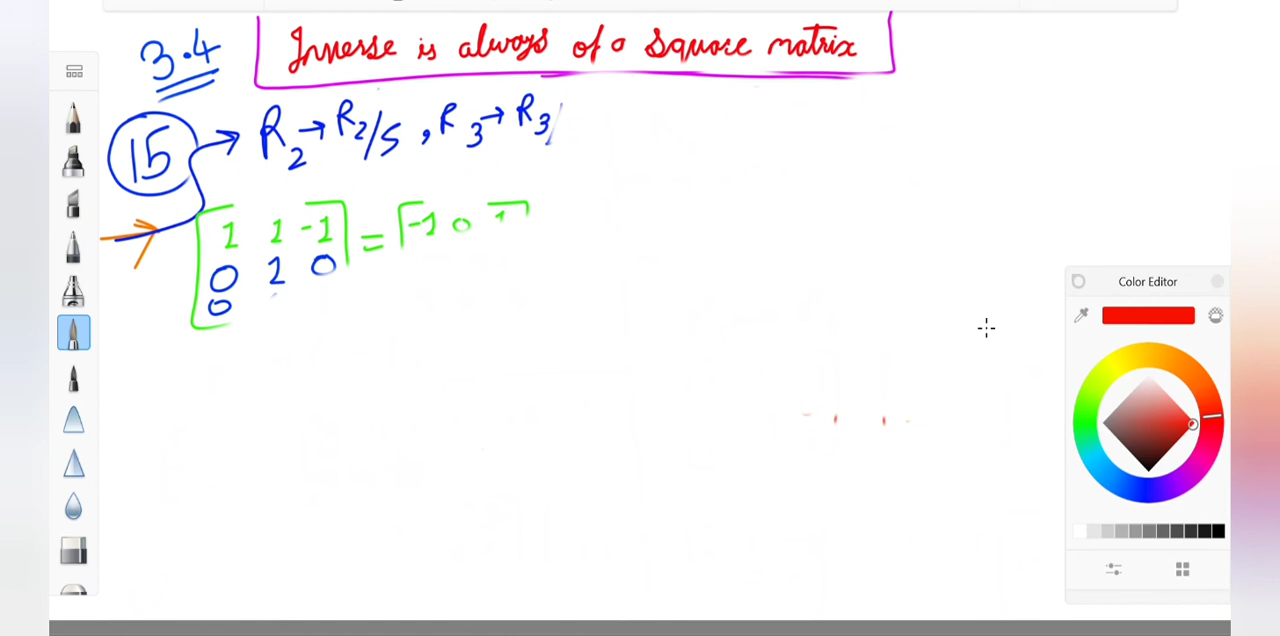 3.4
Inverse is always of a square matrix
15 → R2 → R2/5 , R3 → R3/
1 1 -1 = -1 0 1
0 1 0
0
Color Editor